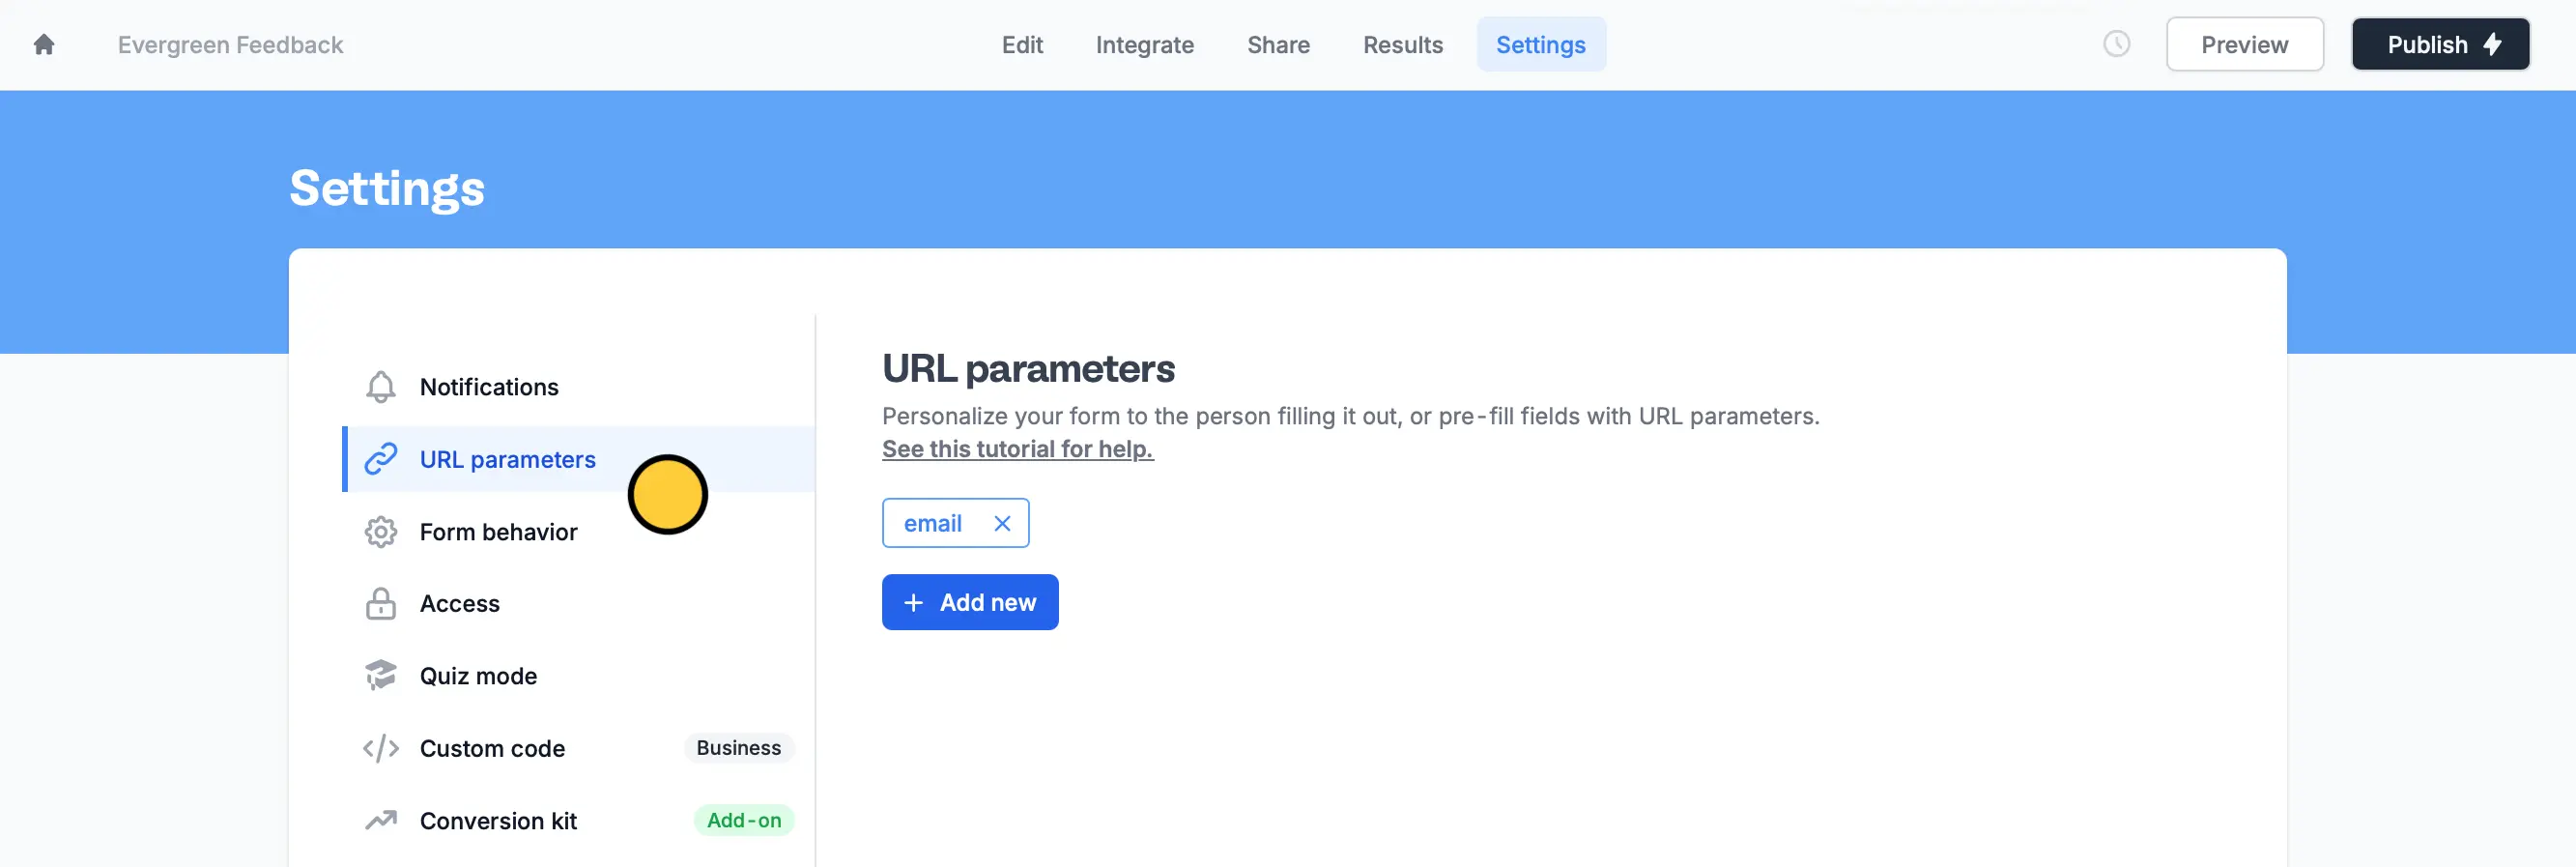 Evergreen Feedback
Edit
Integrate
Share
Results
Settings
Preview
Publish
Settings
Notifications
URL parameters
Form behavior
Access
Quiz mode
Custom code
Business
Conversion kit
Add-on
URL parameters
Personalize your form to the person filling it out, or pre-fill fields with URL parameters.
See this tutorial for help.
email
Add new